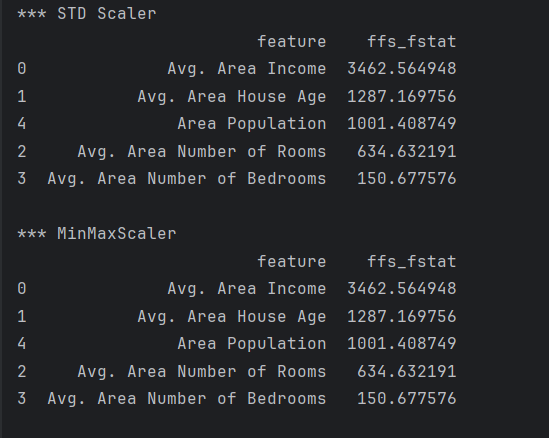 *** STD Scaler
feature ffs_fstat
0 Avg. Area Income 3462.564948
1 Avg. Area House Age 1287.169756
4 Area Population 1001.408749
2 Avg. Area Number of Rooms 634.632191
3 Avg. Area Number of Bedrooms 150.677576
*** MinMaxScaler
feature ffs_fstat
0 Avg. Area Income 3462.564948
1 Avg. Area House Age 1287.169756
4 Area Population 1001.408749
2 Avg. Area Number of Rooms 634.632191
3 Avg. Area Number of Bedrooms 150.677576